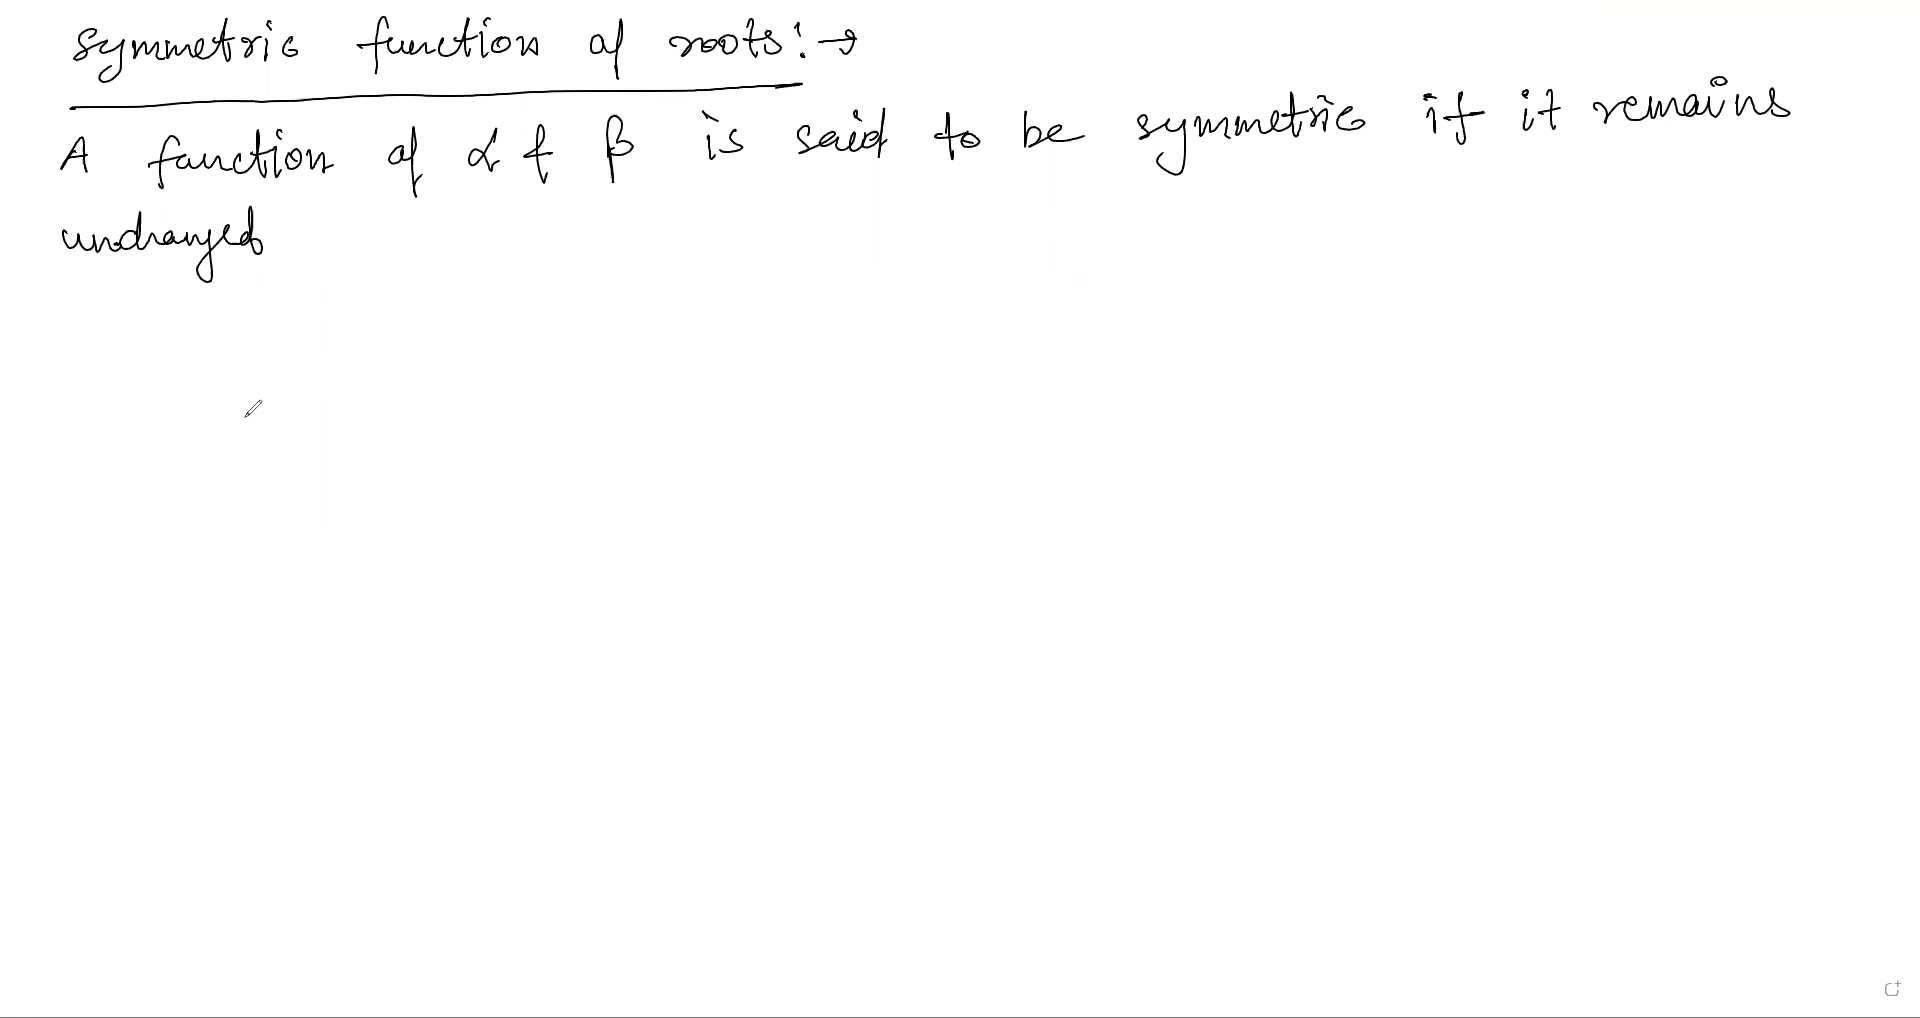 symmetric function of roots:→
A function of α & β is said to be symmetric if it remains
unchanged